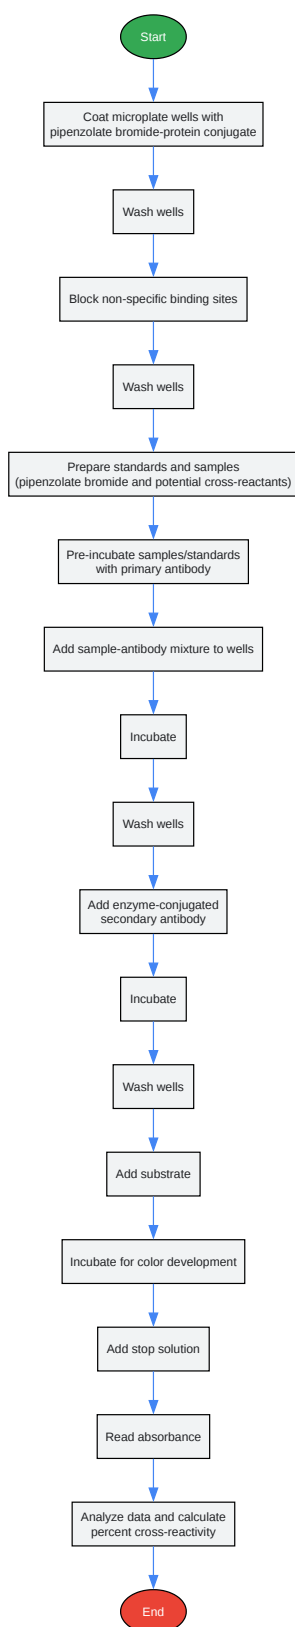 Start
Coat microplate wells with
pipenzolate bromide-protein conjugate
Wash wells
Block non-specific binding sites
Wash wells
Prepare standards and samples
(pipenzolate bromide and potential cross-reactants)
Pre-incubate samples/standards
with primary antibody
Add sample-antibody mixture to wells
Incubate
Wash wells
Add enzyme-conjugated
secondary antibody
Incubate
Wash wells
Add substrate
Incubate for color development
Add stop solution
Read absorbance
Analyze data and calculate
percent cross-reactivity
End